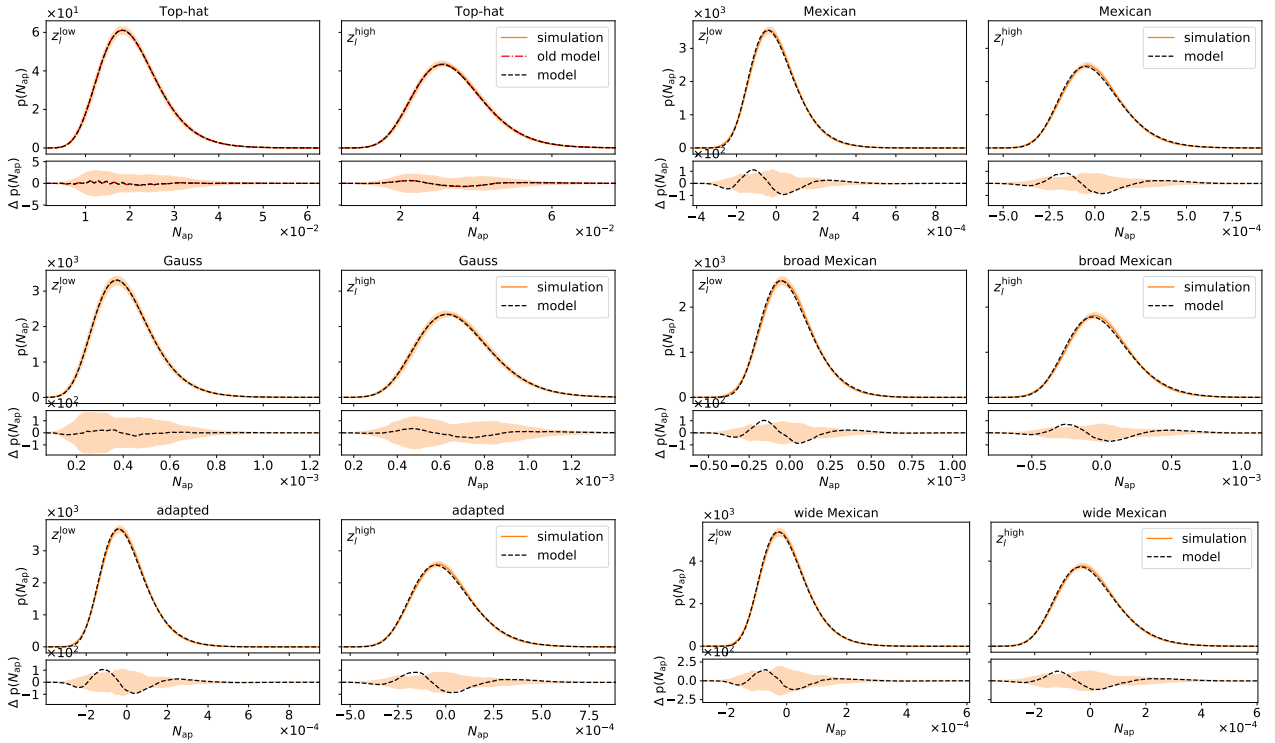 Top-hat
×10¹
z_l^low
p(N_ap)
6
4
2
0
Δ p(N_ap)
5
0
−5
1 2 3 4 5 6
N_ap ×10⁻²
Top-hat
z_l^high
simulation
old model
model
2 4 6
N_ap ×10⁻²
Mexican
×10³
z_l^low
p(N_ap)
3
2
1
0
×10²
Δ p(N_ap)
1
0
−1
−4 −2 0 2 4 6 8
N_ap ×10⁻⁴
Mexican
z_l^high
simulation
model
−5.0 −2.5 0.0 2.5 5.0 7.5
N_ap ×10⁻⁴
Gauss
×10³
z_l^low
p(N_ap)
3
2
1
0
×10²
Δ p(N_ap)
1
0
−1
0.2 0.4 0.6 0.8 1.0 1.2
N_ap ×10⁻³
Gauss
z_l^high
simulation
model
0.2 0.4 0.6 0.8 1.0 1.2
N_ap ×10⁻³
broad Mexican
×10³
z_l^low
p(N_ap)
2
1
0
×10²
Δ p(N_ap)
1
0
−1
−0.50 −0.25 0.00 0.25 0.50 0.75 1.00
N_ap ×10⁻³
broad Mexican
z_l^high
simulation
model
−0.5 0.0 0.5 1.0
N_ap ×10⁻³
adapted
×10³
z_l^low
p(N_ap)
3
2
1
0
×10²
Δ p(N_ap)
1
0
−1
−2 0 2 4 6 8
N_ap ×10⁻⁴
adapted
z_l^high
simulation
model
−5.0 −2.5 0.0 2.5 5.0 7.5
N_ap ×10⁻⁴
wide Mexican
×10³
z_l^low
p(N_ap)
4
2
0
×10²
Δ p(N_ap)
2.5
0.0
−2.5
−2 0 2 4 6
N_ap ×10⁻⁴
wide Mexican
z_l^high
simulation
model
−2 0 2 4 6
N_ap ×10⁻⁴